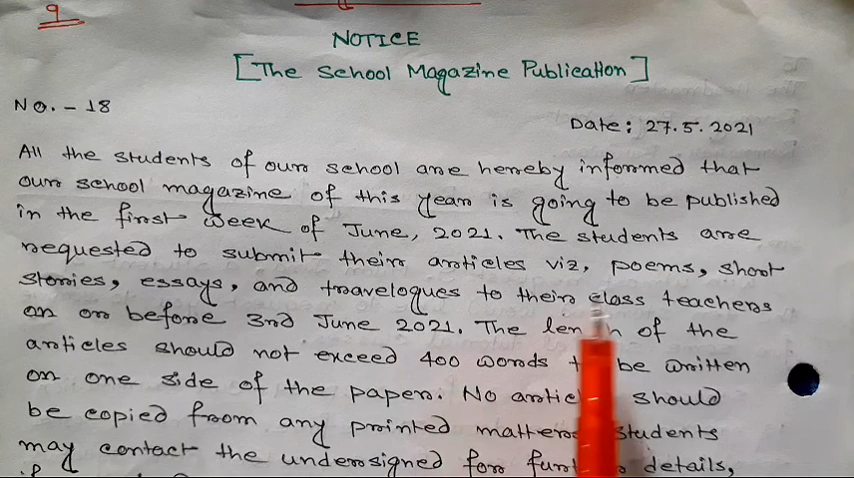 9
NOTICE
[The School Magazine Publication]
No. - 18
Date: 27.5.2021
All the students of our school are hereby informed that
our school magazine of this year is going to be published
in the first week of June, 2021. The students are
requested to submit their articles viz, poems, short
stories, essays, and traveloques to their class teachers
on or before 3rd June 2021. The of the
articles should not exceed 400 words be written
on one side of the paper. No should
be copied from any printed matters students
may contact the undersigned for details,